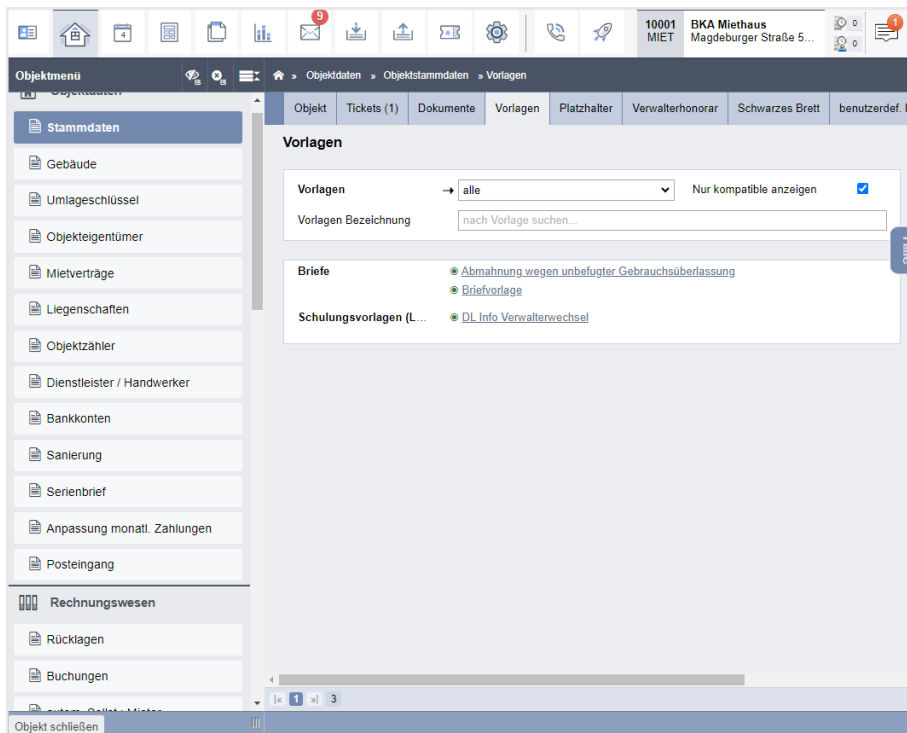 9
4
10001
MIET
BKA Miethaus
Magdeburger Straße 5...
0
0
1
Objektmenü
» Objektdaten » Objektstammdaten » Vorlagen
Objektdaten
Stammdaten
Gebäude
Umlageschlüssel
Objekteigentümer
Mietverträge
Liegenschaften
Objektzähler
Dienstleister / Handwerker
Bankkonten
Sanierung
Serienbrief
Anpassung monatl. Zahlungen
Posteingang
Rechnungswesen
Rücklagen
Buchungen
Objekt schließen
Objekt Tickets (1) Dokumente Vorlagen Platzhalter Verwalterhonorar Schwarzes Brett benutzerdef.
Vorlagen
Vorlagen → alle Nur kompatible anzeigen
Vorlagen Bezeichnung nach Vorlage suchen...
Briefe Abmahnung wegen unbefugter Gebrauchsüberlassung
Briefvorlage
Schulungsvorlagen (L... DL Info Verwalterwechsel
|« 1 »| 3